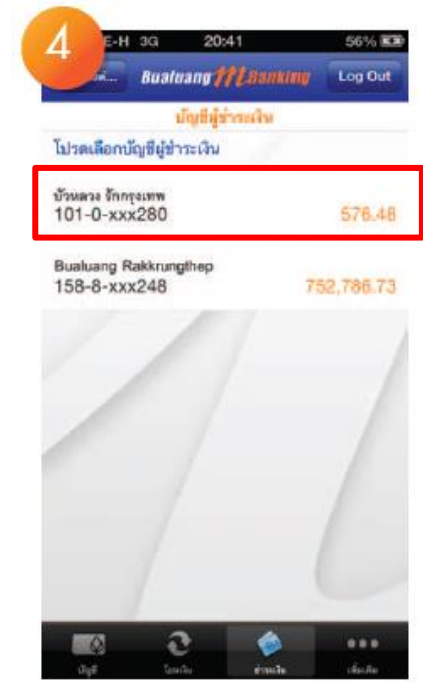 4
E-H 3G 20:41 56%
Bualuang mBanking Log Out
บัญชีผู้ชำระเงิน
โปรดเลือกบัญชีผู้ชำระเงิน
บัวหลวง รักกรุงเทพ
101-0-xxx280 576.46
Bualuang Rakkrungthep
158-8-xxx248 752,786.73
บัญชี โอนเงิน ชำระเงิน เพิ่มเติม